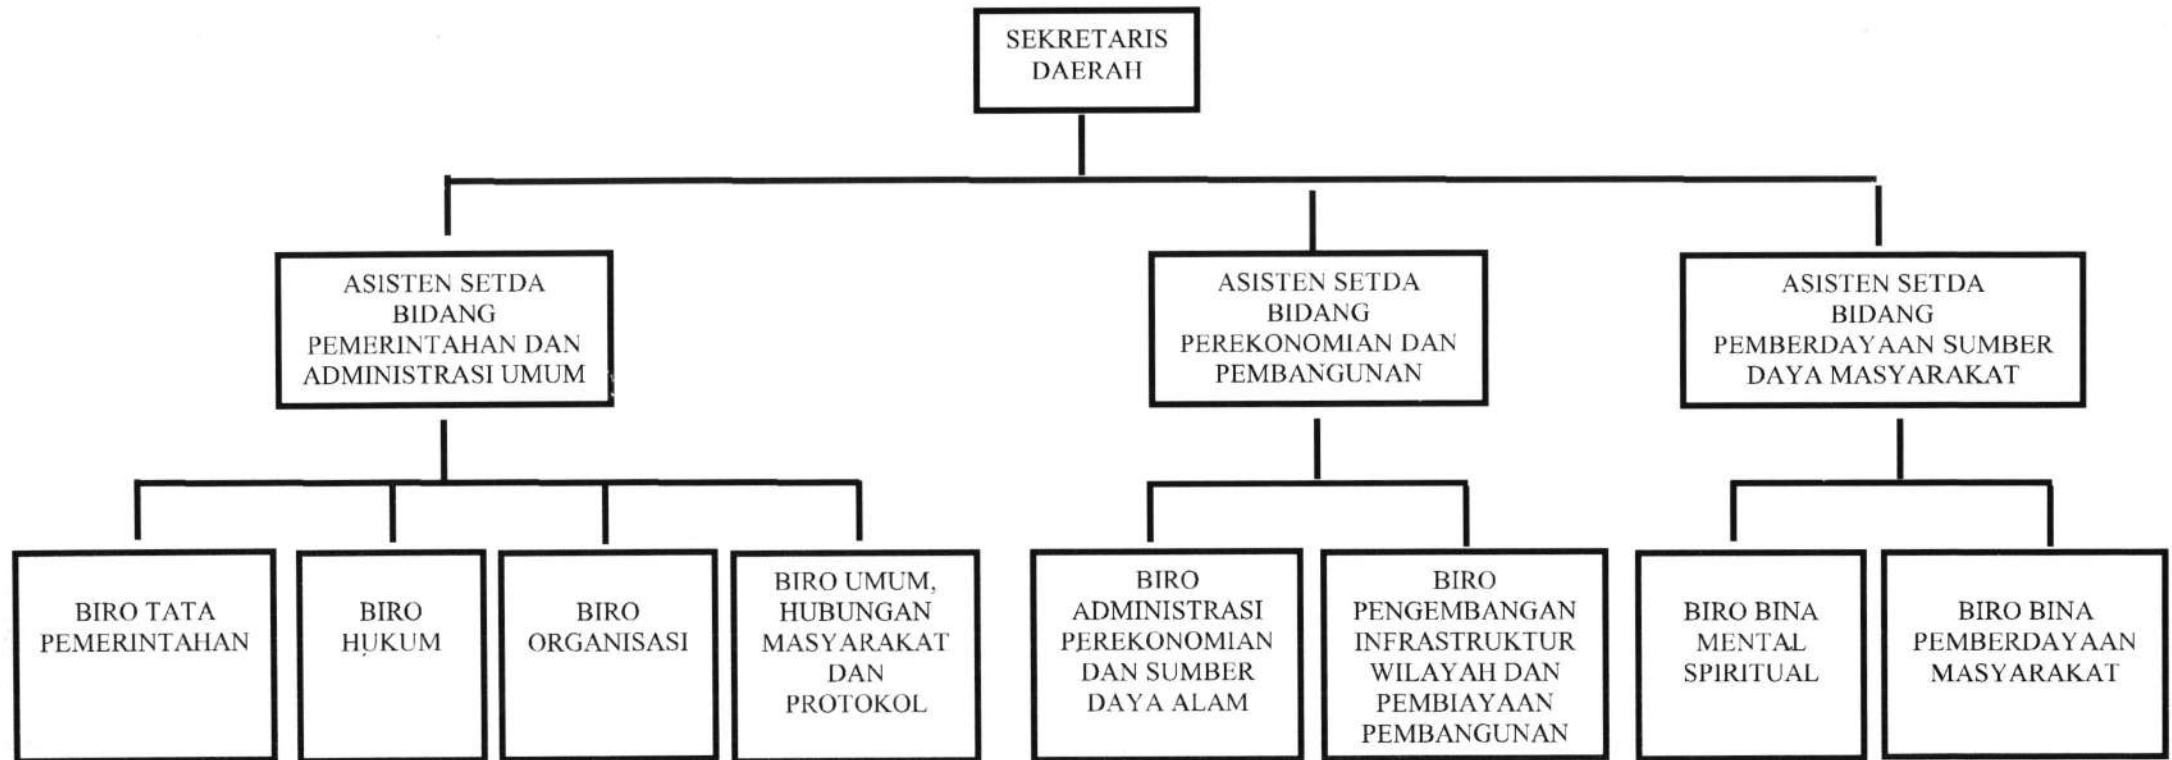 SEKRETARIS
DAERAH
ASISTEN SETDA
BIDANG
PEMERINTAHAN DAN
ADMINISTRASI UMUM
ASISTEN SETDA
BIDANG
PEREKONOMIAN DAN
PEMBANGUNAN
ASISTEN SETDA
BIDANG
PEMBERDAYAAN SUMBER
DAYA MASYARAKAT
BIRO TATA
PEMERINTAHAN
BIRO
HUKUM
BIRO
ORGANISASI
BIRO UMUM,
HUBUNGAN
MASYARAKAT
DAN
PROTOKOL
BIRO
ADMINISTRASI
PEREKONOMIAN
DAN SUMBER
DAYA ALAM
BIRO
PENGEMBANGAN
INFRASTRUKTUR
WILAYAH DAN
PEMBIAYAAN
PEMBANGUNAN
BIRO BINA
MENTAL
SPIRITUAL
BIRO BINA
PEMBERDAYAAN
MASYARAKAT